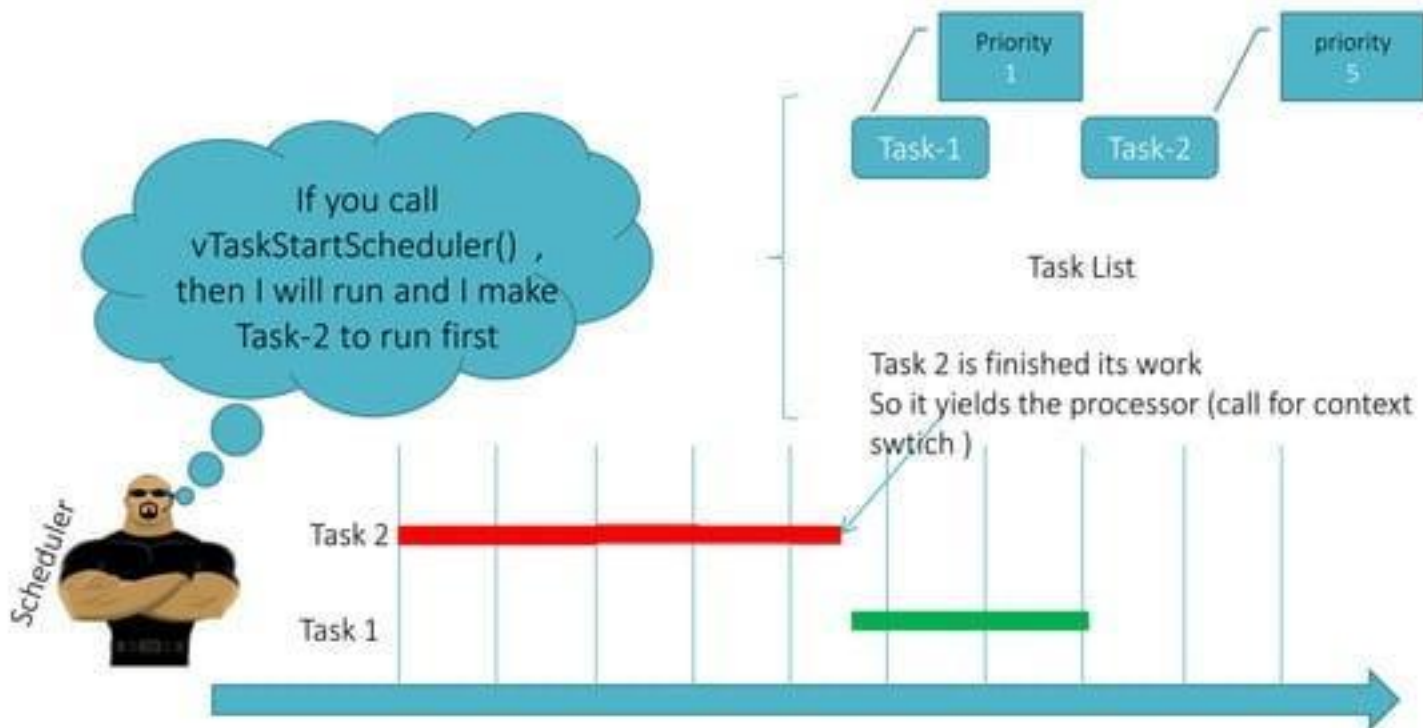 Priority
1
priority
5
Task-1
Task-2
If you call
vTaskStartScheduler() ,
then I will run and I make
Task-2 to run first
Task List
Task 2 is finished its work
So it yields the processor (call for context
swtich )
Scheduler
Task 2
Task 1